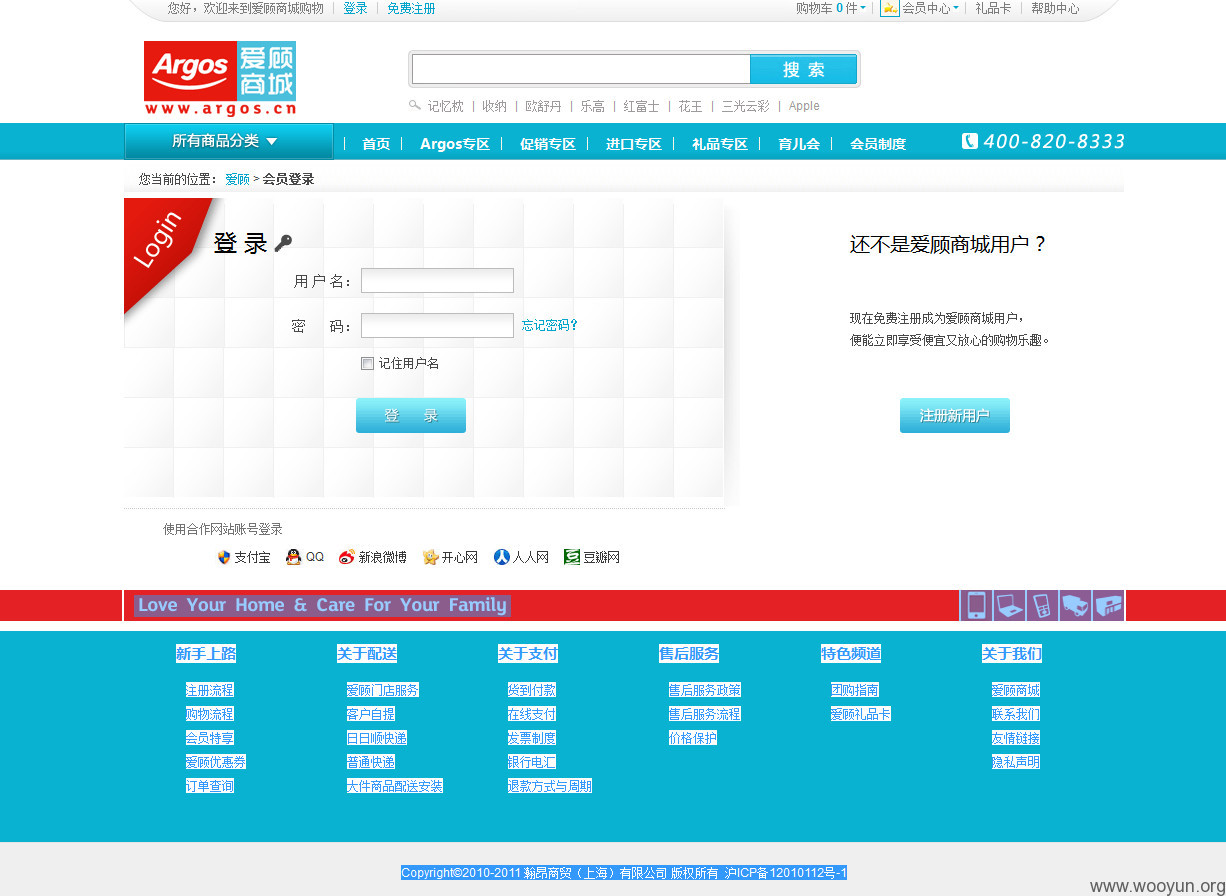 您好，欢迎来到爱顾商城购物 登录 免费注册 购物车 0 件 会员中心 礼品卡 帮助中心
Argos 爱顾商城
www.argos.cn
搜 索
记忆枕 收纳 欧舒丹 乐高 红富士 花王 三光云彩 Apple
所有商品分类 首页 Argos专区 促销专区 进口专区 礼品专区 育儿会 会员制度 400-820-8333
您当前的位置： 爱顾 > 会员登录
Login
登 录
用 户 名：
密 码： 忘记密码?
记住用户名
登 录
还不是爱顾商城用户？
现在免费注册成为爱顾商城用户，
便能立即享受便宜又放心的购物乐趣。
注册新用户
使用合作网站账号登录
支付宝 QQ 新浪微博 开心网 人人网 豆瓣网
Love Your Home & Care For Your Family
新手上路 关于配送 关于支付 售后服务 特色频道 关于我们
注册流程 爱顾门店服务 货到付款 售后服务政策 团购指南 爱顾商城
购物流程 客户自提 在线支付 售后服务流程 爱顾礼品卡 联系我们
会员特享 日日顺快递 发票制度 价格保护 友情链接
爱顾优惠券 普通快递 银行电汇 隐私声明
订单查询 大件商品配送安装 退款方式与周期
Copyright©2010-2011 翰昂商贸（上海）有限公司 版权所有 沪ICP备12010112号-1
www.wooyun.org